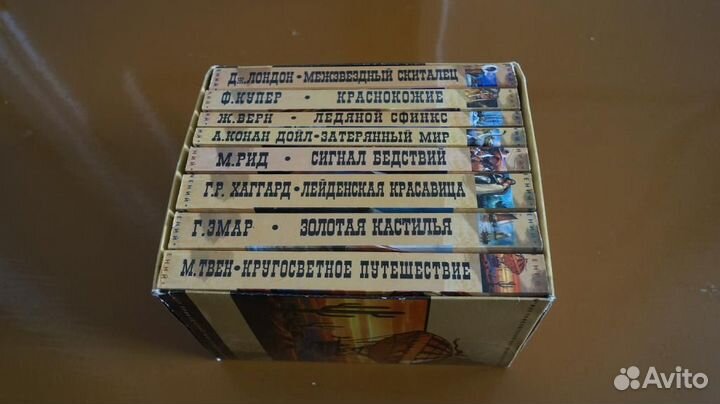 Дж.ЛОНДОН • МЕЖЗВЕЗДНЫЙ СКИТАЛЕЦ
Ф.КУПЕР • КРАСНОКОЖИЕ
Ж.ВЕРН • ЛЕДЯНОЙ СФИНКС
А.КОНАН ДОЙЛ • ЗАТЕРЯННЫЙ МИР
М.РИД • СИГНАЛ БЕДСТВИЙ
Г.Р. ХАГГАРД • ЛЕЙДЕНСКАЯ КРАСАВИЦА
Г.ЭМАР • ЗОЛОТАЯ КАСТИЛЬЯ
М.ТВЕН • КРУГОСВЕТНОЕ ПУТЕШЕСТВИЕ
Avito